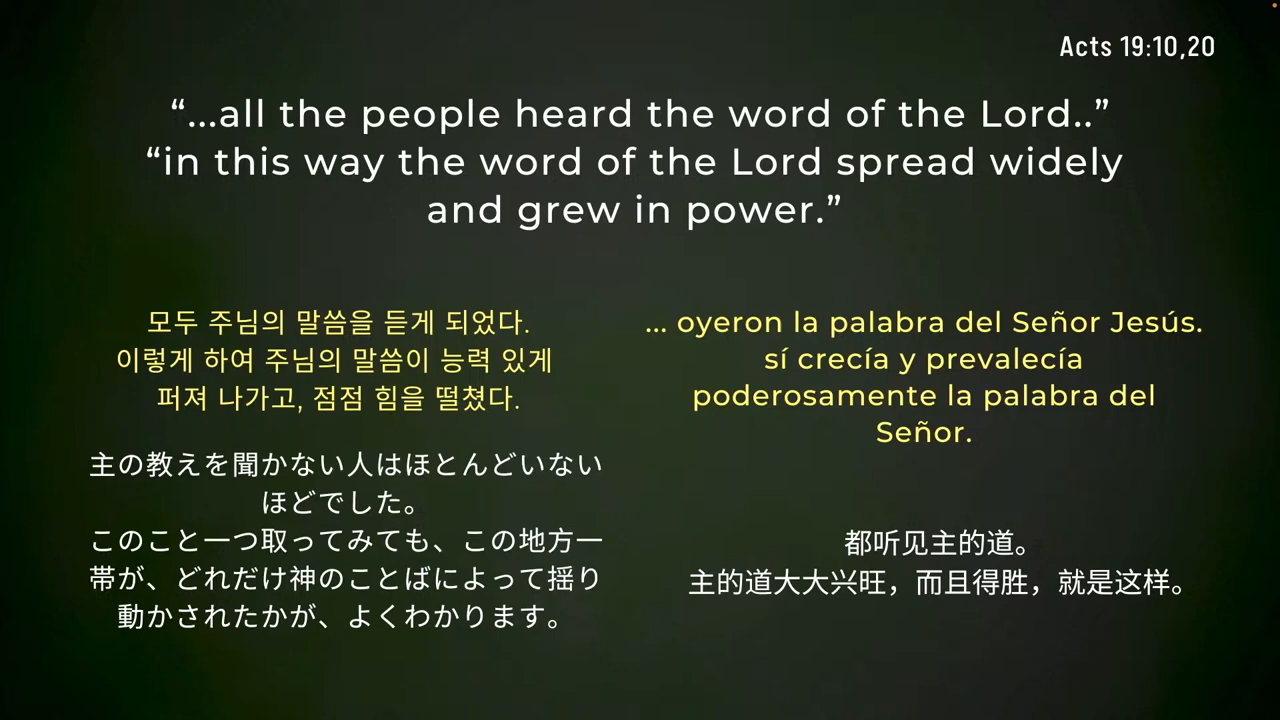 Acts 19:10,20
“...all the people heard the word of the Lord..”
“in this way the word of the Lord spread widely
and grew in power.”
모두 주님의 말씀을 듣게 되었다.
이렇게 하여 주님의 말씀이 능력 있게
퍼져 나가고, 점점 힘을 떨쳤다.
主の教えを聞かない人はほとんどいない
ほどでした。
このこと一つ取ってみても、この地方一
帯が、どれだけ神のことばによって揺り
動かされたかが、よくわかります。
... oyeron la palabra del Señor Jesús.
sí crecía y prevalecía
poderosamente la palabra del
Señor.
都听见主的道。
主的道大大兴旺，而且得胜，就是这样。